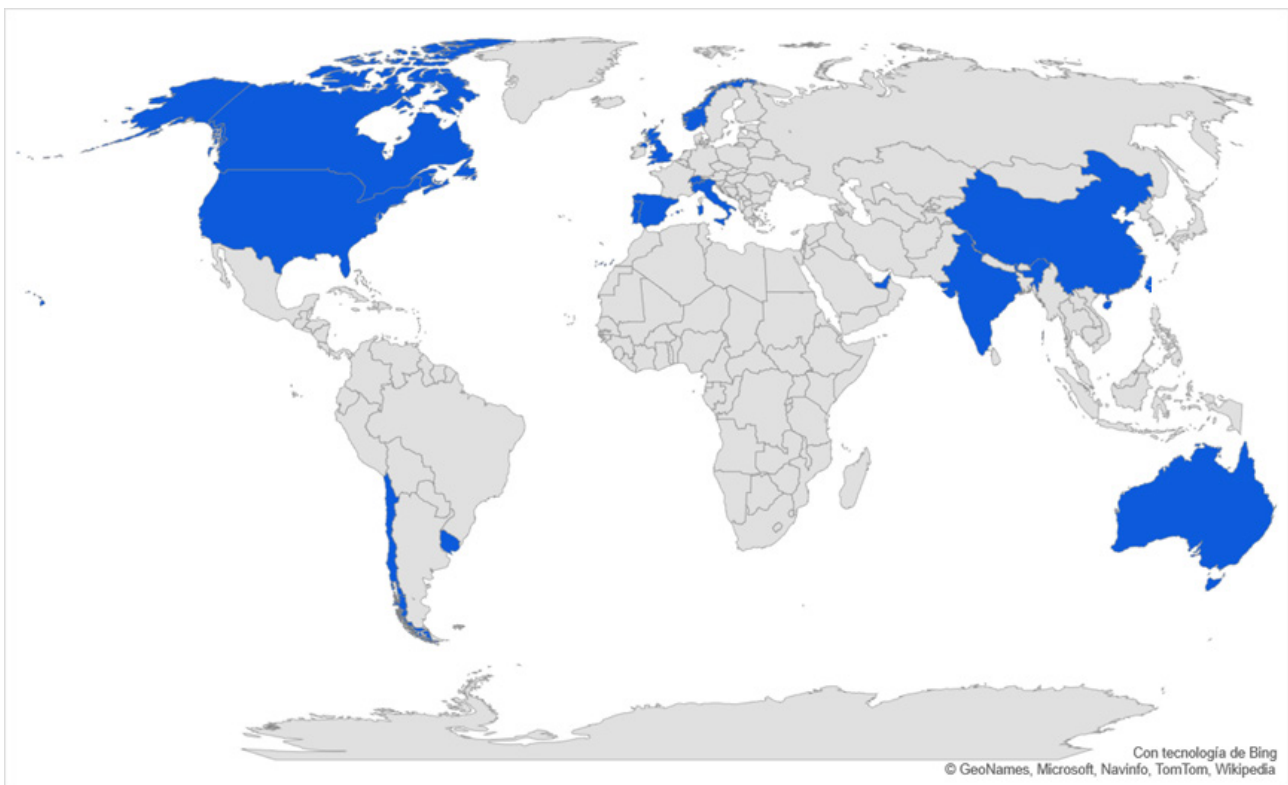 Con tecnología de Bing
© GeoNames, Microsoft, Navinfo, TomTom, Wikipedia